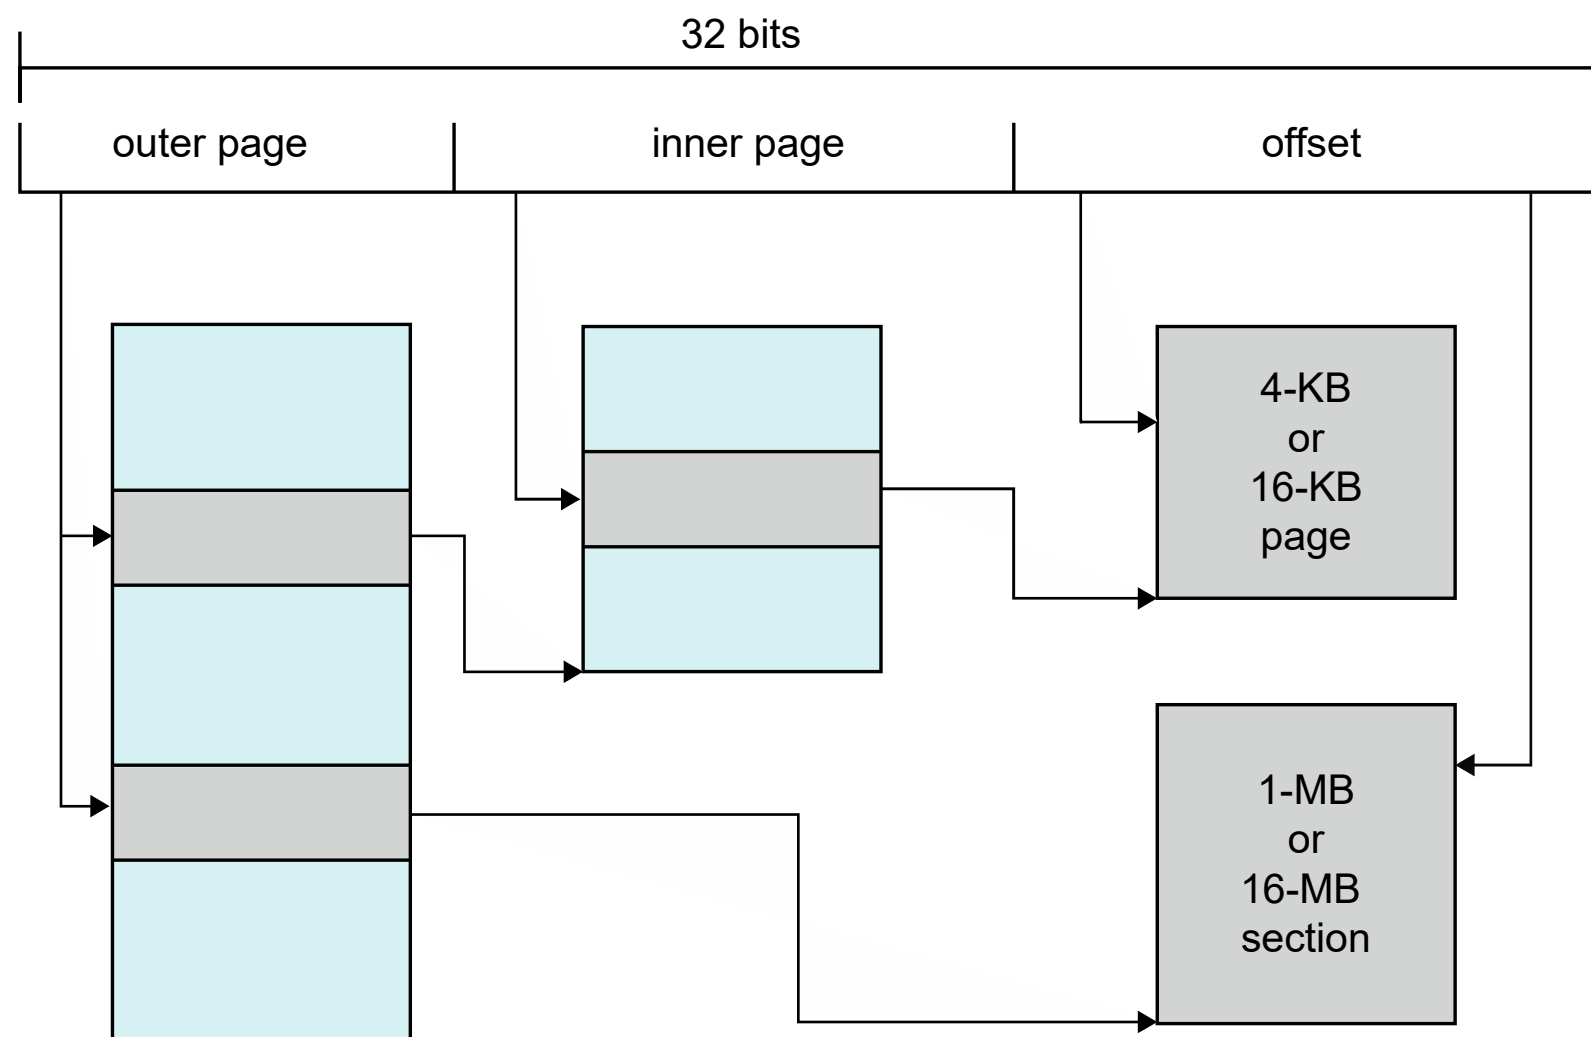 32 bits
outer page
inner page
offset
4-KB
or
16-KB
page
1-MB
or
16-MB
section